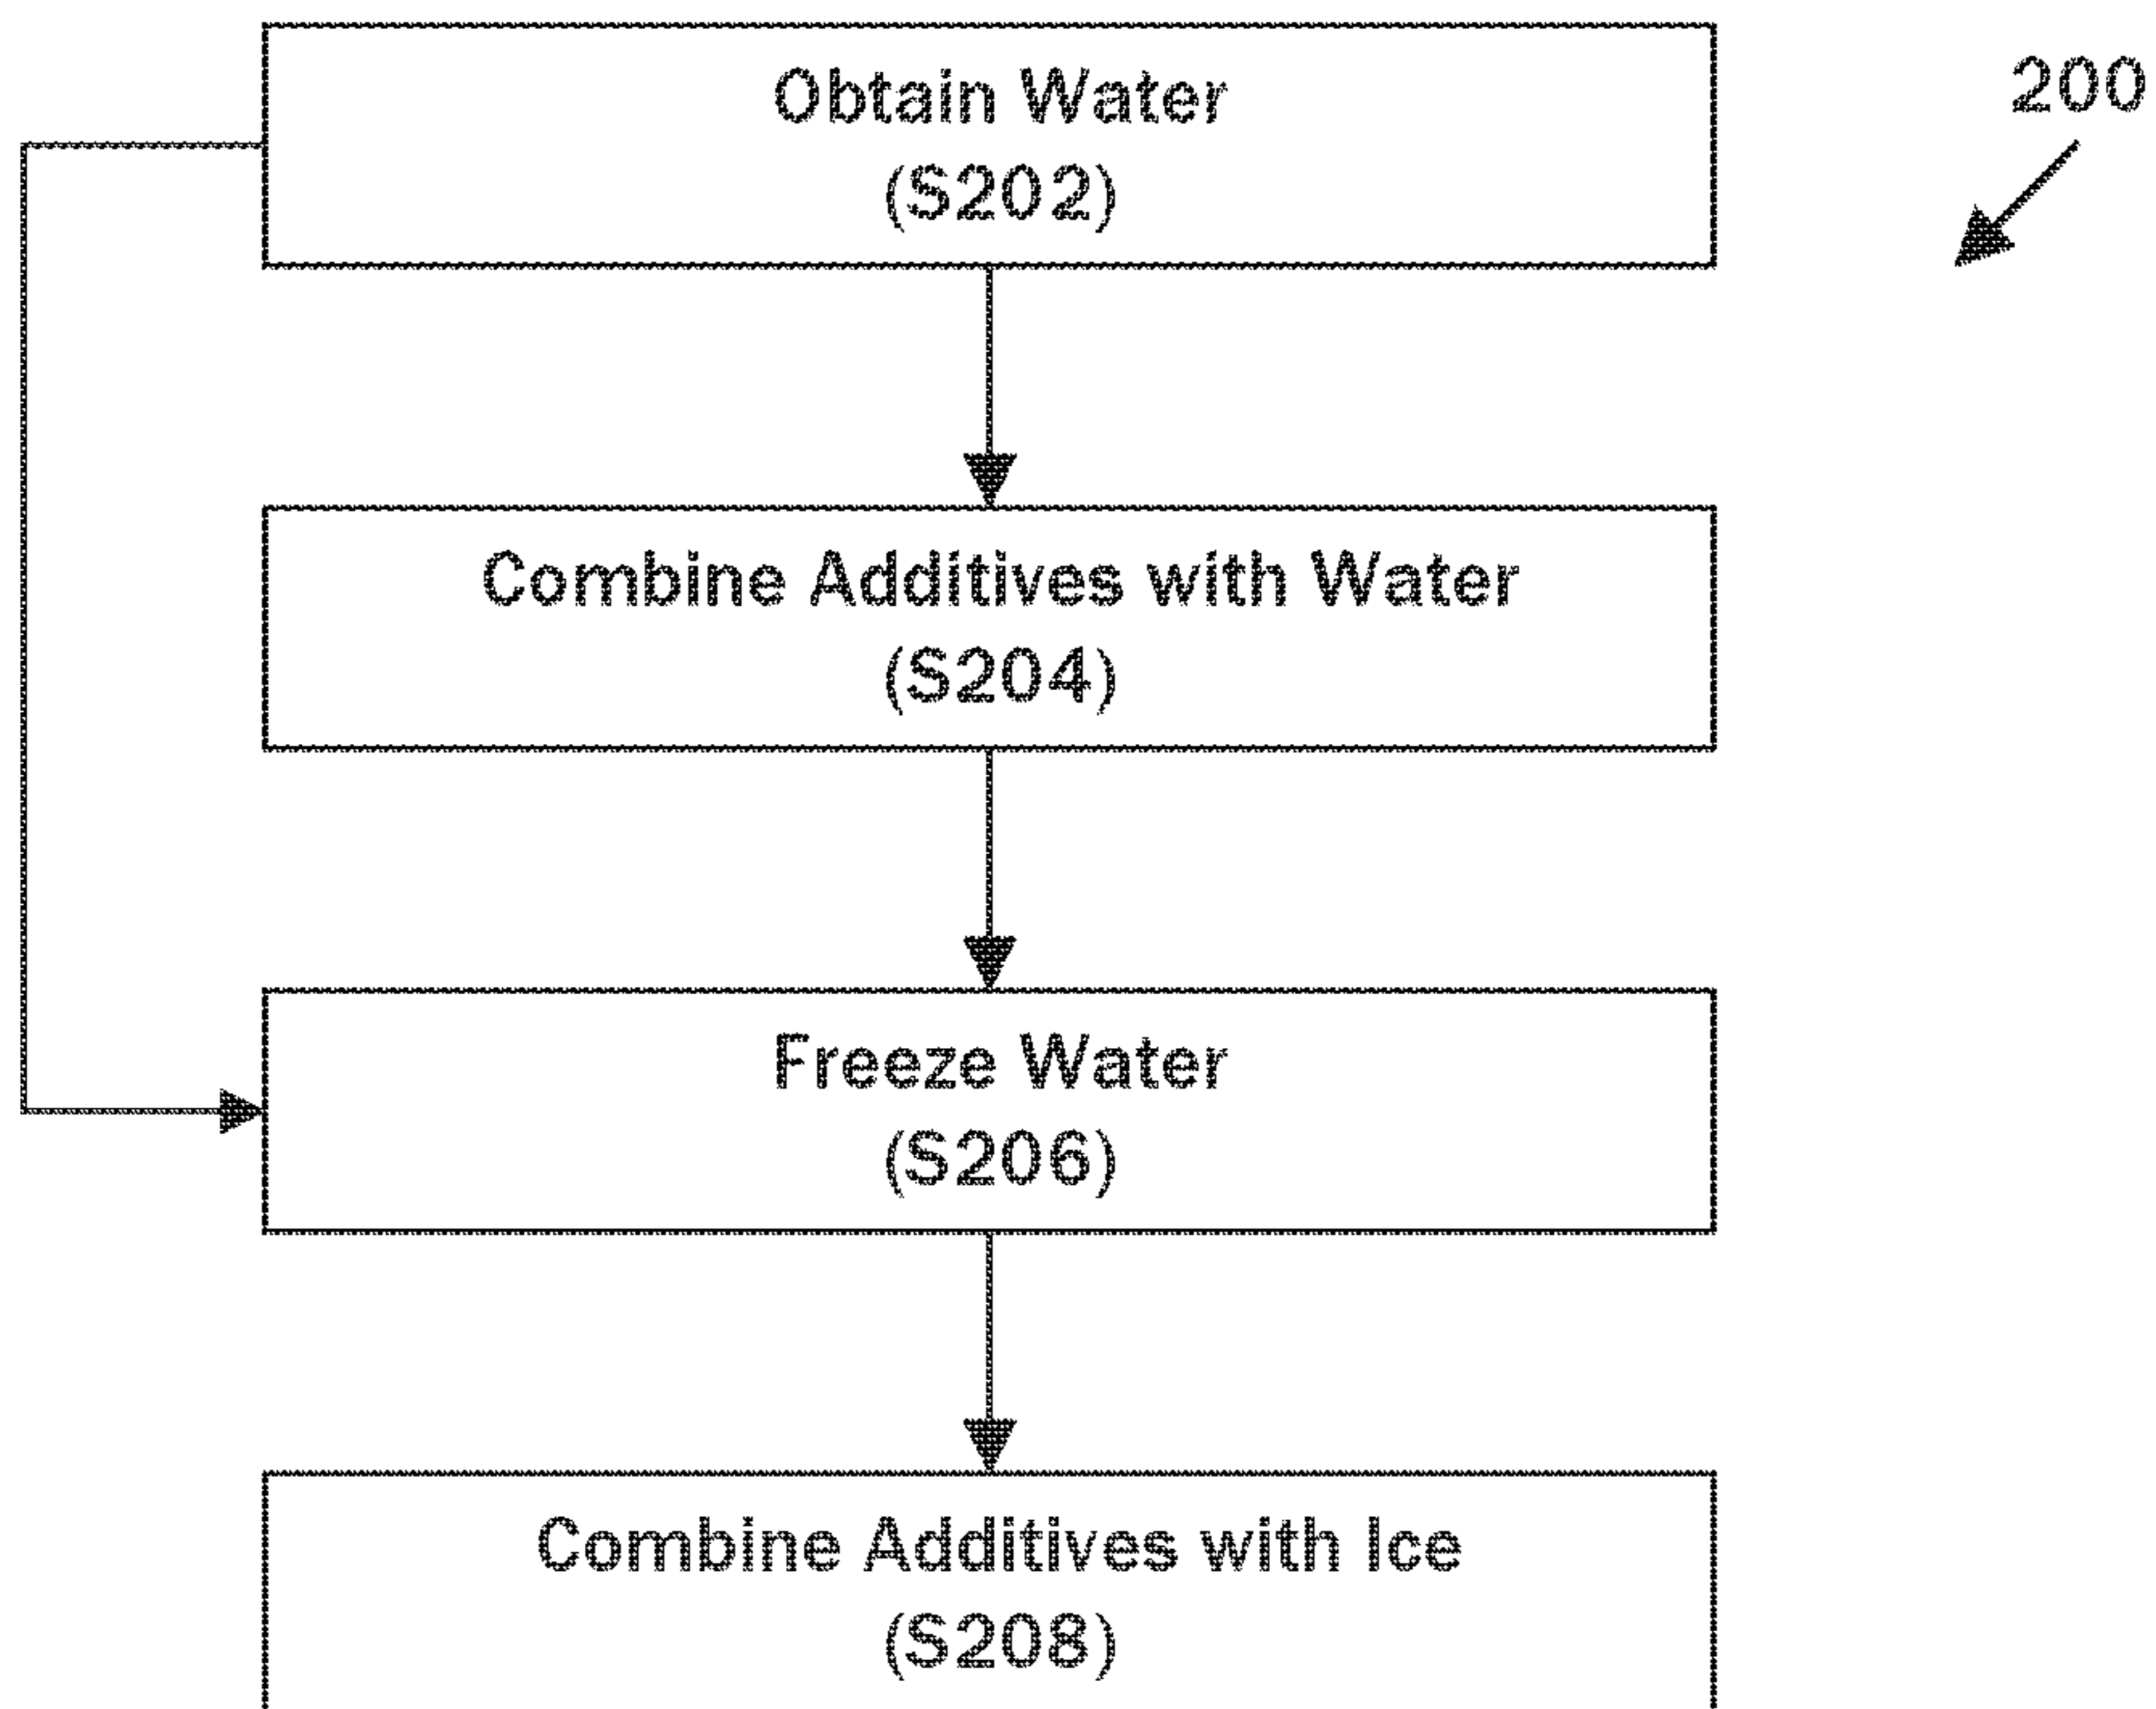 Obtain Water
(S202)
200
Combine Additives with Water
(S204)
Freeze Water
(S206)
Combine Additives with Ice
(S208)